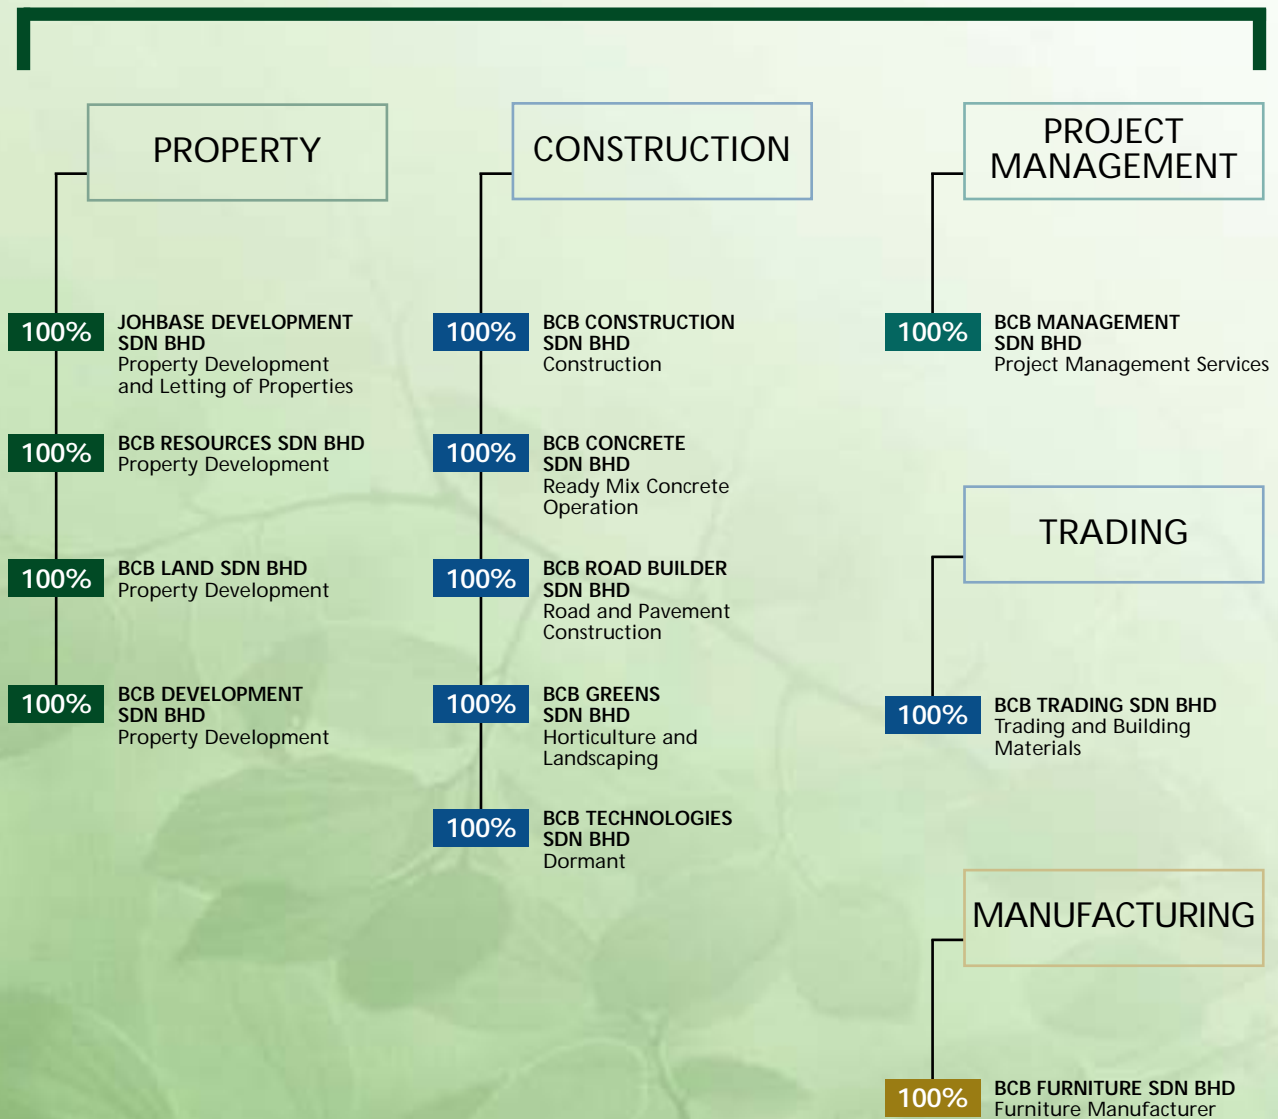 PROPERTY
100%
JOHBASE DEVELOPMENT
SDN BHD
Property Development
and Letting of Properties
100%
BCB RESOURCES SDN BHD
Property Development
100%
BCB LAND SDN BHD
Property Development
100%
BCB DEVELOPMENT
SDN BHD
Property Development
CONSTRUCTION
100%
BCB CONSTRUCTION
SDN BHD
Construction
100%
BCB CONCRETE
SDN BHD
Ready Mix Concrete
Operation
100%
BCB ROAD BUILDER
SDN BHD
Road and Pavement
Construction
100%
BCB GREENS
SDN BHD
Horticulture and
Landscaping
100%
BCB TECHNOLOGIES
SDN BHD
Dormant
PROJECT
MANAGEMENT
100%
BCB MANAGEMENT
SDN BHD
Project Management Services
TRADING
100%
BCB TRADING SDN BHD
Trading and Building
Materials
MANUFACTURING
100%
BCB FURNITURE SDN BHD
Furniture Manufacturer